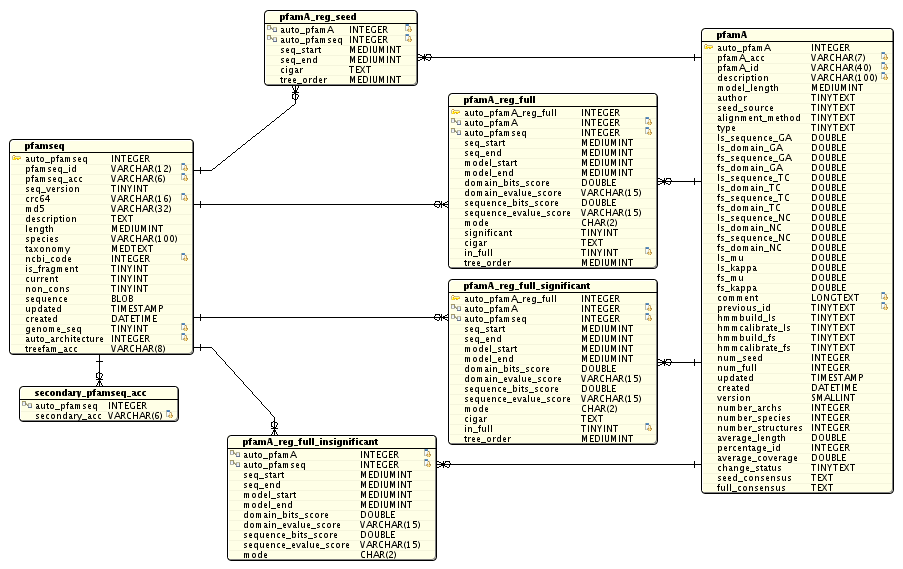 pfamA_reg_seed
auto_pfamA INTEGER
auto_pfamseq INTEGER
seq_start MEDIUMINT
seq_end MEDIUMINT
cigar TEXT
tree_order MEDIUMINT
pfamA
auto_pfamA INTEGER
pfamA_acc VARCHAR(7)
pfamA_id VARCHAR(40)
description VARCHAR(100)
model_length MEDIUMINT
author TINYTEXT
seed_source TINYTEXT
alignment_method TINYTEXT
type TINYTEXT
ls_sequence_GA DOUBLE
ls_domain_GA DOUBLE
fs_sequence_GA DOUBLE
fs_domain_GA DOUBLE
ls_sequence_TC DOUBLE
ls_domain_TC DOUBLE
fs_sequence_TC DOUBLE
fs_domain_TC DOUBLE
ls_sequence_NC DOUBLE
ls_domain_NC DOUBLE
fs_sequence_NC DOUBLE
fs_domain_NC DOUBLE
ls_mu DOUBLE
ls_kappa DOUBLE
fs_mu DOUBLE
fs_kappa DOUBLE
comment LONGTEXT
previous_id TINYTEXT
hmmbuild_ls TINYTEXT
hmmcalibrate_ls TINYTEXT
hmmbuild_fs TINYTEXT
hmmcalibrate_fs TINYTEXT
num_seed INTEGER
num_full INTEGER
updated TIMESTAMP
created DATETIME
version SMALLINT
number_archs INTEGER
number_species INTEGER
number_structures INTEGER
average_length DOUBLE
percentage_id INTEGER
average_coverage DOUBLE
change_status TINYTEXT
seed_consensus TEXT
full_consensus TEXT
pfamA_reg_full
auto_pfamA_reg_full INTEGER
auto_pfamA INTEGER
auto_pfamseq INTEGER
seq_start MEDIUMINT
seq_end MEDIUMINT
model_start MEDIUMINT
model_end MEDIUMINT
domain_bits_score DOUBLE
domain_evalue_score VARCHAR(15)
sequence_bits_score DOUBLE
sequence_evalue_score VARCHAR(15)
mode CHAR(2)
significant TINYINT
cigar TEXT
in_full TINYINT
tree_order MEDIUMINT
pfamseq
auto_pfamseq INTEGER
pfamseq_id VARCHAR(12)
pfamseq_acc VARCHAR(6)
seq_version TINYINT
crc64 VARCHAR(16)
md5 VARCHAR(32)
description TEXT
length MEDIUMINT
species VARCHAR(100)
taxonomy MEDTEXT
ncbi_code INTEGER
is_fragment TINYINT
current TINYINT
non_cons TINYINT
sequence BLOB
updated TIMESTAMP
created DATETIME
genome_seq TINYINT
auto_architecture INTEGER
treefam_acc VARCHAR(8)
pfamA_reg_full_significant
auto_pfamA_reg_full INTEGER
auto_pfamA INTEGER
auto_pfamseq INTEGER
seq_start MEDIUMINT
seq_end MEDIUMINT
model_start MEDIUMINT
model_end MEDIUMINT
domain_bits_score DOUBLE
domain_evalue_score VARCHAR(15)
sequence_bits_score DOUBLE
sequence_evalue_score VARCHAR(15)
mode CHAR(2)
cigar TEXT
in_full TINYINT
tree_order MEDIUMINT
secondary_pfamseq_acc
auto_pfamseq INTEGER
secondary_acc VARCHAR(6)
pfamA_reg_full_insignificant
auto_pfamA INTEGER
auto_pfamseq INTEGER
seq_start MEDIUMINT
seq_end MEDIUMINT
model_start MEDIUMINT
model_end MEDIUMINT
domain_bits_score DOUBLE
domain_evalue_score VARCHAR(15)
sequence_bits_score DOUBLE
sequence_evalue_score VARCHAR(15)
mode CHAR(2)